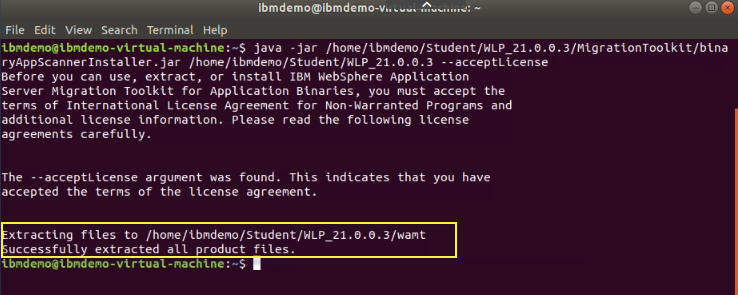 ibmdemo@ibmdemo-virtual-machine: ~
File Edit View Search Terminal Help
ibmdemo@ibmdemo-virtual-machine:~$ java -jar /home/ibmdemo/Student/WLP_21.0.0.3/MigrationToolkit/bina
ryAppScannerInstaller.jar /home/ibmdemo/Student/WLP_21.0.0.3 --acceptLicense
Before you can use, extract, or install IBM WebSphere Application
Server Migration Toolkit for Application Binaries, you must accept the
terms of International License Agreement for Non-Warranted Programs and
additional license information. Please read the following license
agreements carefully.
The --acceptLicense argument was found. This indicates that you have
accepted the terms of the license agreement.
Extracting files to /home/ibmdemo/Student/WLP_21.0.0.3/wamt
Successfully extracted all product files.
ibmdemo@ibmdemo-virtual-machine:~$